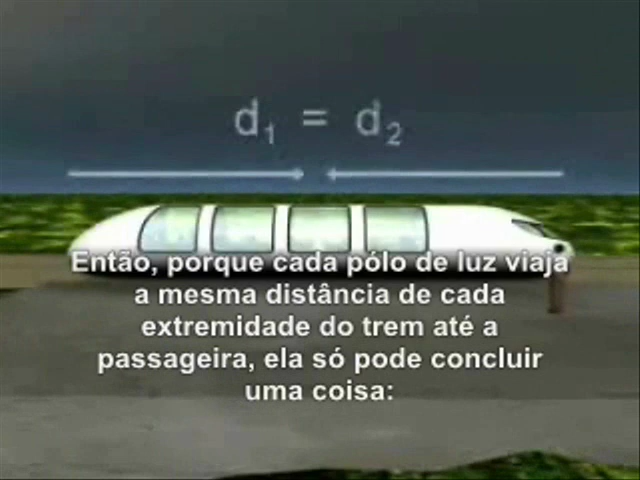 d₁ = d₂
Então, porque cada pólo de luz viaja
a mesma distância de cada
extremidade do trem até a
passageira, ela só pode concluir
uma coisa: